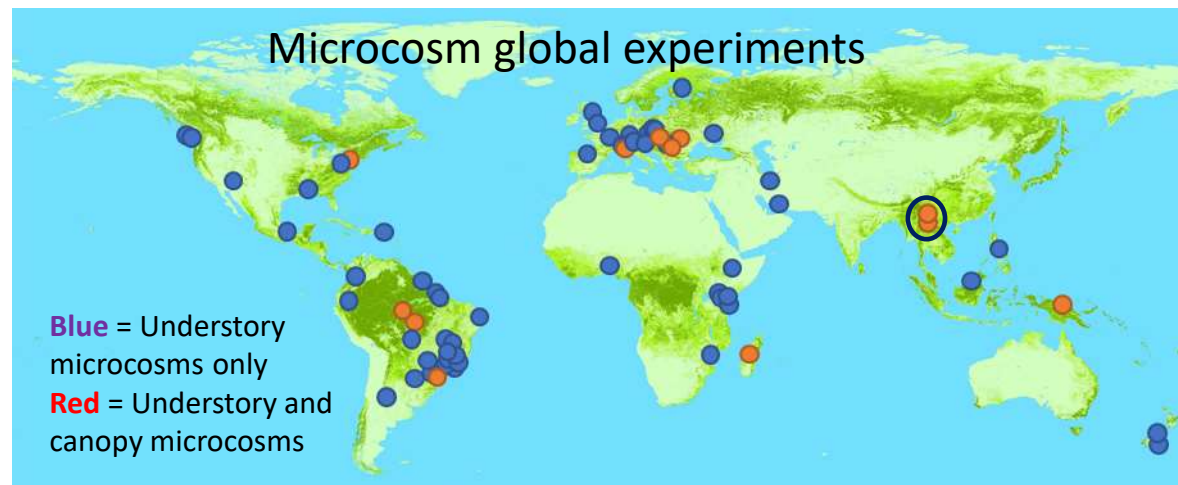 Microcosm global experiments
Blue = Understory
microcosms only
Red = Understory and
canopy microcosms